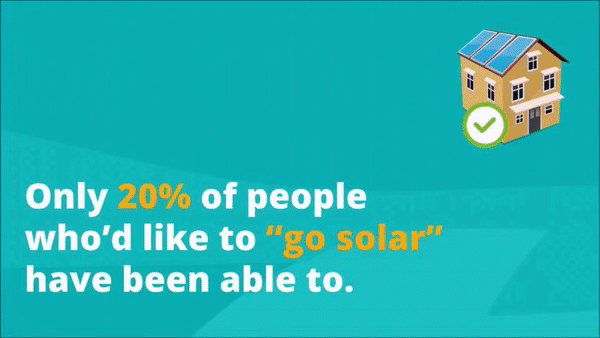 Only 20% of people
who’d like to “go solar”
have been able to.